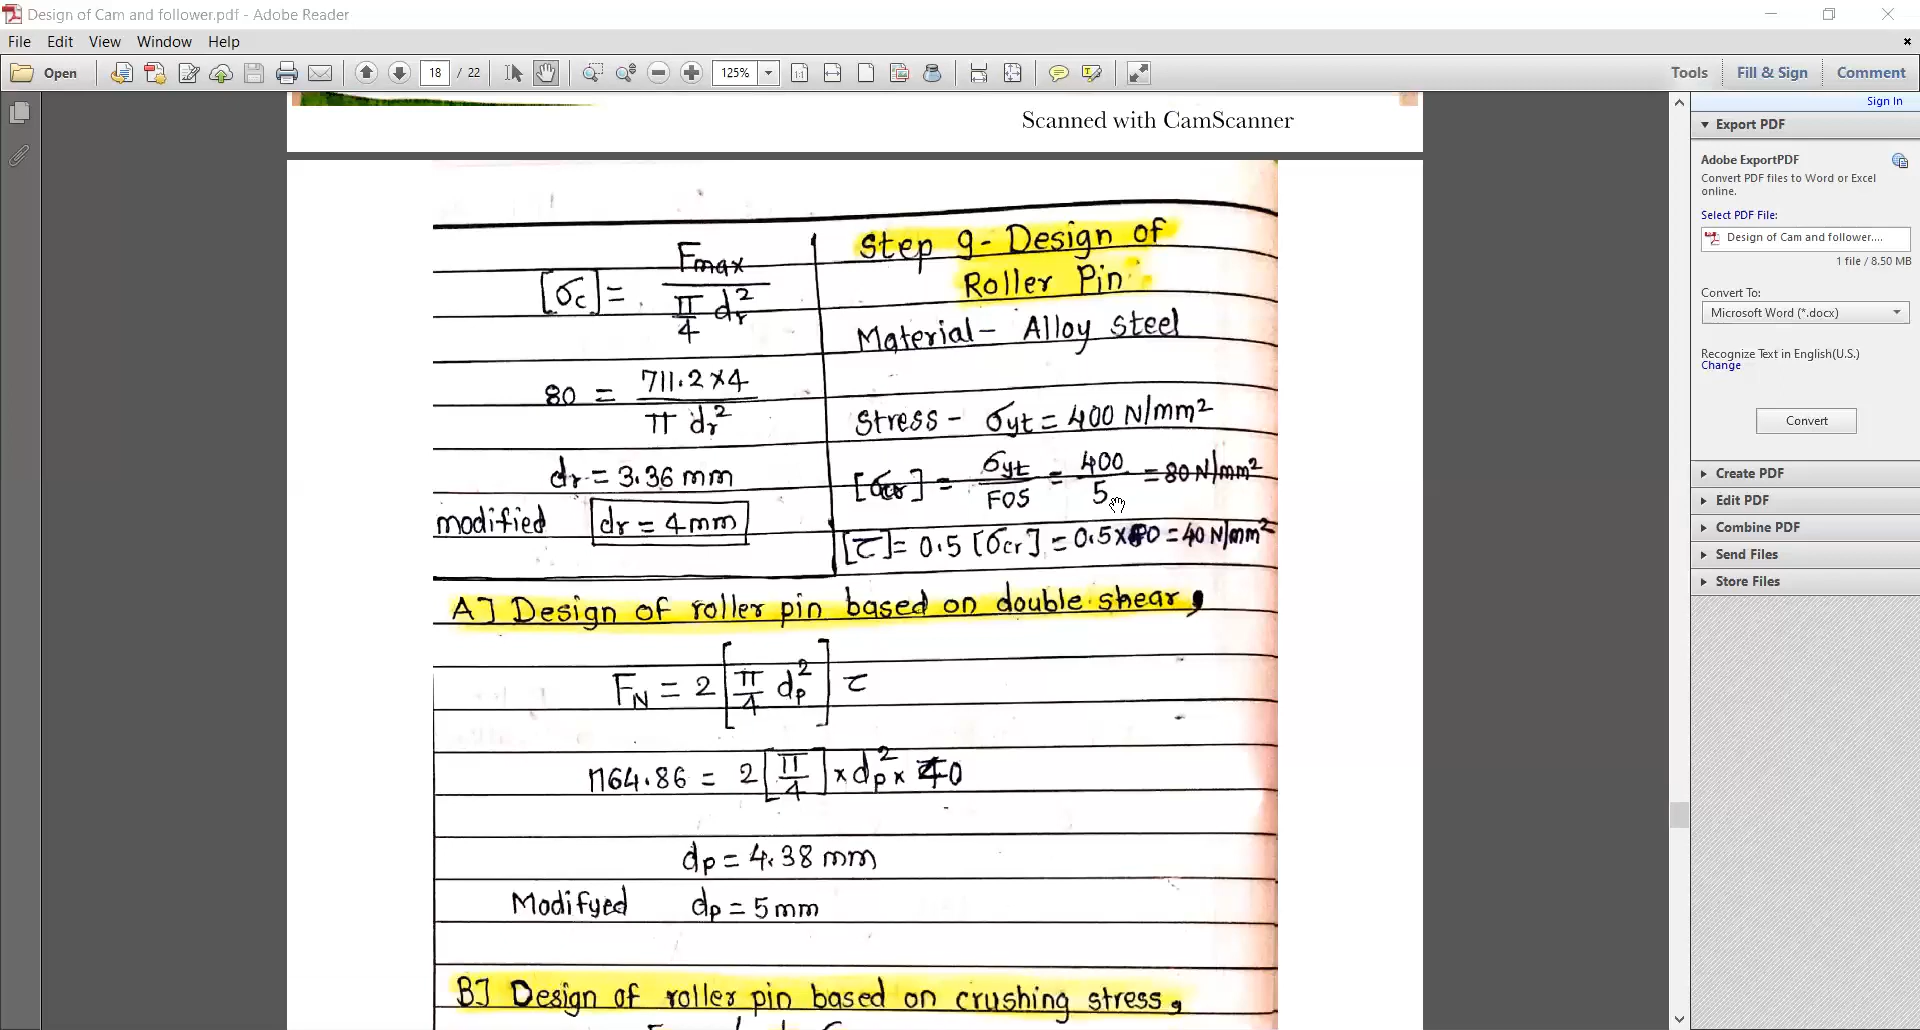 Design of Cam and follower.pdf - Adobe Reader
File Edit View Window Help
Open 18 / 22 125% Tools Fill & Sign Comment
Sign In
Export PDF
Adobe ExportPDF
Convert PDF files to Word or Excel
online.
Select PDF File:
Design of Cam and follower....
1 file / 8.50 MB
Convert To:
Microsoft Word (*.docx)
Recognize Text in English(U.S.)
Change
Convert
Create PDF
Edit PDF
Combine PDF
Send Files
Store Files
Scanned with CamScanner
[σc] = Fmax / (π/4 dr²)
80 = 711.2×4 / π dr²
dr = 3.36 mm
modified dr = 4mm
Step 9 - Design of
Roller Pin
Material - Alloy steel
Stress - σyt = 400 N/mm²
[σcr] = σyt / FOS = 400 / 5 = 80 N/mm²
[τ] = 0.5 [σcr] = 0.5×80 = 40 N/mm²
A] Design of roller pin based on double shear,
FN = 2 [π/4 dp²] τ
1764.86 = 2 [π/4] × dp² × 40
dp = 4.38 mm
Modifyed dp = 5mm
B] Design of roller pin based on crushing stress,